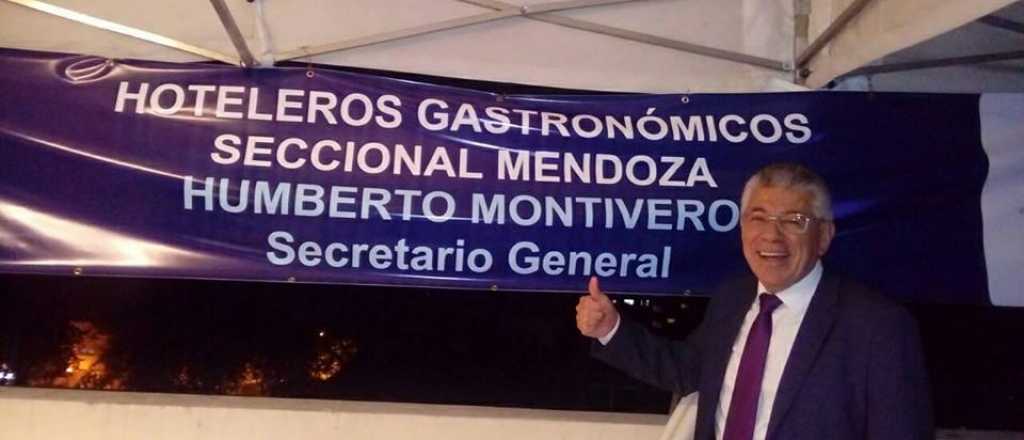 HOTELEROS GASTRONÓMICOS
SECCIONAL MENDOZA
HUMBERTO MONTIVERO
Secretario General